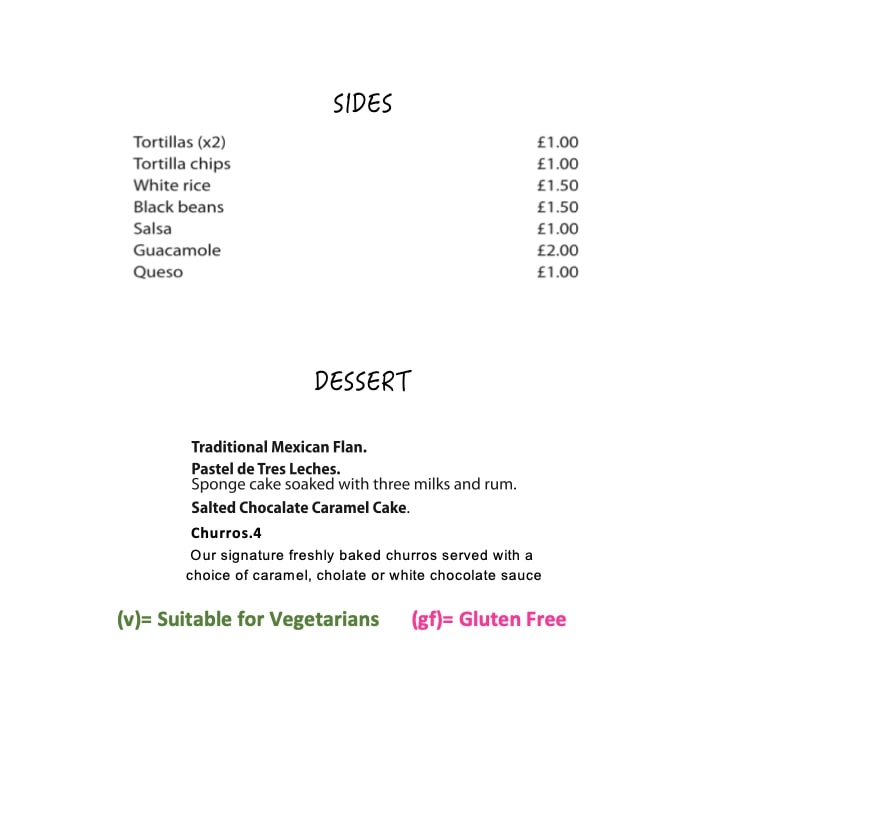 SIDES
Tortillas (x2) £1.00
Tortilla chips £1.00
White rice £1.50
Black beans £1.50
Salsa £1.00
Guacamole £2.00
Queso £1.00
DESSERT
Traditional Mexican Flan.
Pastel de Tres Leches.
Sponge cake soaked with three milks and rum.
Salted Chocalate Caramel Cake.
Churros.4
Our signature freshly baked churros served with a
choice of caramel, cholate or white chocolate sauce
(v)= Suitable for Vegetarians (gf)= Gluten Free